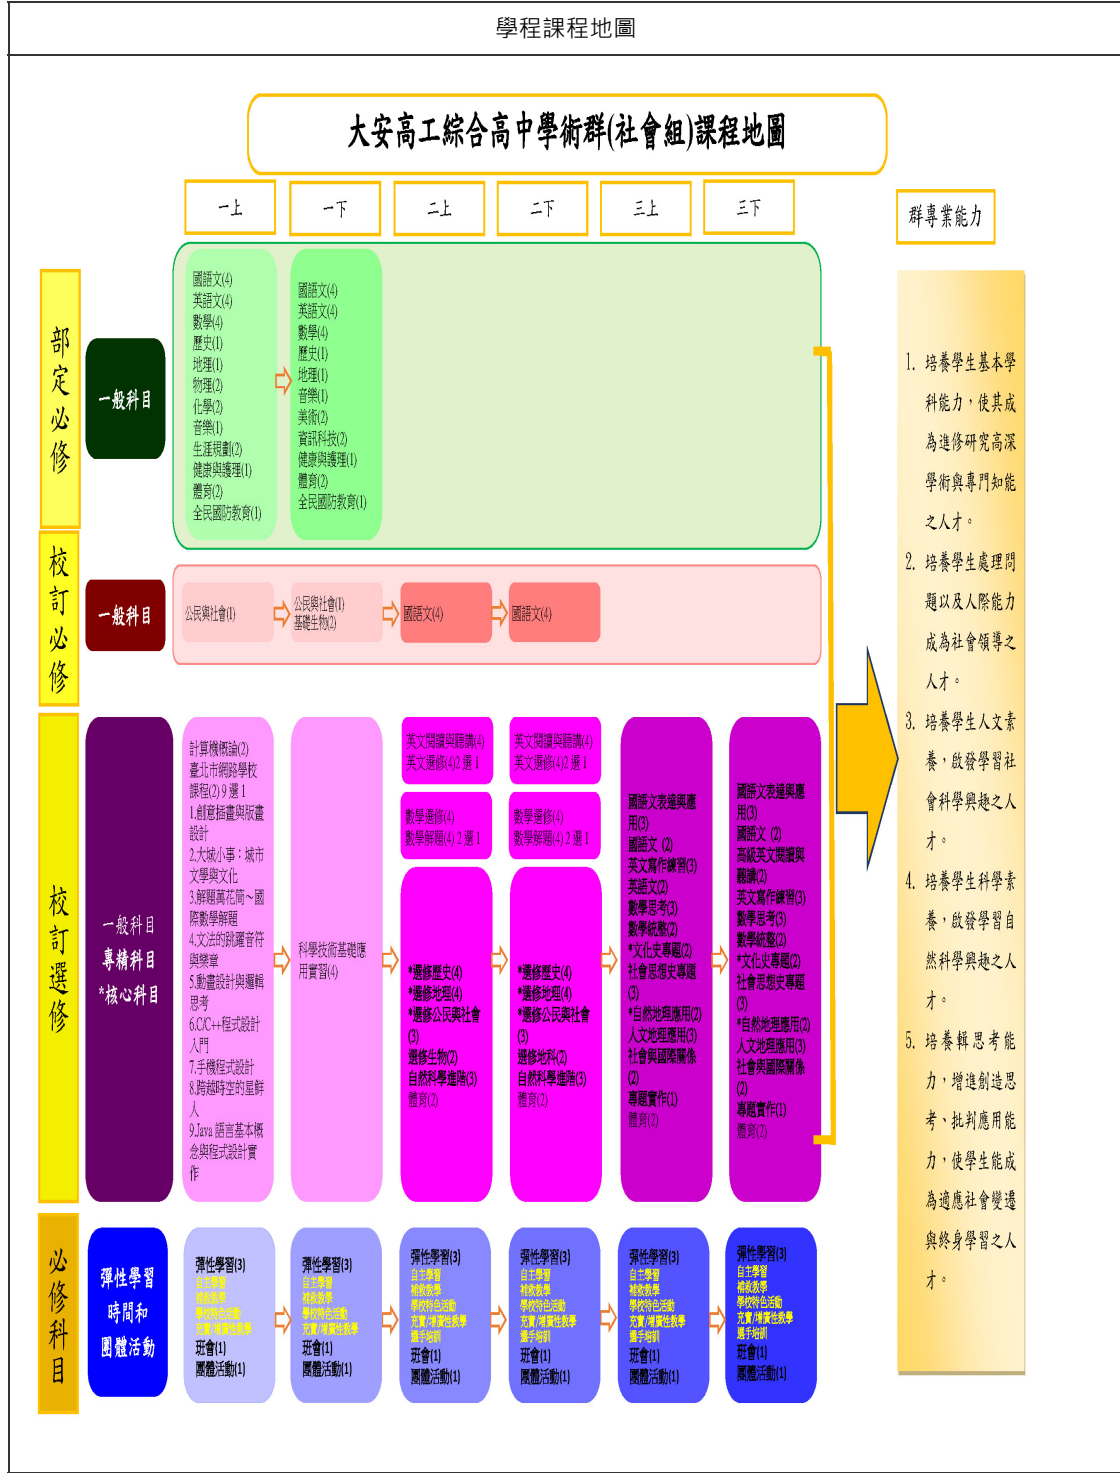 學程課程地圖
大安高工綜合高中學術群(社會組)課程地圖
一上
一下
二上
二下
三上
三下
群專業能力
部定必修
一般科目
國語文(4)
英語文(4)
數學(4)
歷史(1)
地理(1)
物理(2)
化學(2)
音樂(1)
生涯規劃(2)
健康與護理(1)
體育(2)
全民國防教育(1)
國語文(4)
英語文(4)
數學(4)
歷史(1)
地理(1)
音樂(1)
美術(2)
資訊科技(2)
健康與護理(1)
體育(2)
全民國防教育(1)
校訂必修
一般科目
公民與社會(1)
公民與社會(1)
基礎生物(2)
國語文(4)
國語文(4)
校訂選修
一般科目
專精科目
*核心科目
計算機概論(2)
臺北市網路學校
課程(2) 9 選 1
1.創意插畫與版畫
設計
2.大城小事：城市
文學與文化
3.解題萬花筒～國
際數學解題
4.文法的跳躍音符
與樂章
5.動畫設計與邏輯
思考
6.C/C++程式設計
入門
7.手機程式設計
8.跨越時空的星鮮
人
9.Java 語言基本概
念與程式設計實
作
科學技術基礎應
用實習(4)
英文閱讀與聽講(4)
英文選修(4)2 選 1
數學選修(4)
數學解題(4) 2 選 1
*選修歷史(4)
*選修地理(4)
*選修公民與社會
(3)
選修生物(2)
自然科學進階(3)
體育(2)
英文閱讀與聽講(4)
英文選修(4)2 選 1
數學選修(4)
數學解題(4) 2 選 1
*選修歷史(4)
*選修地理(4)
*選修公民與社會
(3)
選修地科(2)
自然科學進階(3)
體育(2)
國語文表達與應
用(3)
國語文 (2)
英文寫作練習(3)
英語文(2)
數學思考(3)
數學統整(2)
*文化史專題(2)
社會思想史專題
(3)
*自然地理應用(2)
人文地理應用(3)
社會與國際關係
(2)
專題實作(1)
體育(2)
國語文表達與應
用(3)
國語文 (2)
高級英文閱讀與
聽講(2)
英文寫作練習(3)
數學思考(3)
數學統整(2)
*文化史專題(2)
社會思想史專題
(3)
*自然地理應用(2)
人文地理應用(3)
社會與國際關係
(2)
專題實作(1)
體育(2)
必修科目
彈性學習
時間和
團體活動
彈性學習(3)
自主學習
補救教學
學校特色活動
充實/增廣性教學
班會(1)
團體活動(1)
彈性學習(3)
自主學習
補救教學
學校特色活動
充實/增廣性教學
班會(1)
團體活動(1)
彈性學習(3)
自主學習
補救教學
學校特色活動
充實/增廣性教學
選手培訓
班會(1)
團體活動(1)
彈性學習(3)
自主學習
補救教學
學校特色活動
充實/增廣性教學
選手培訓
班會(1)
團體活動(1)
彈性學習(3)
自主學習
補救教學
學校特色活動
充實/增廣性教學
選手培訓
班會(1)
團體活動(1)
彈性學習(3)
自主學習
補救教學
學校特色活動
充實/增廣性教學
選手培訓
班會(1)
團體活動(1)
1. 培養學生基本學
科能力，使其成
為進修研究高深
學術與專門知能
之人才。
2. 培養學生處理問
題以及人際能力
成為社會領導之
人才。
3. 培養學生人文素
養，啟發學習社
會科學興趣之人
才。
4. 培養學生科學素
養，啟發學習自
然科學興趣之人
才。
5. 培養輯思考能
力，增進創造思
考、批判應用能
力，使學生能成
為適應社會變遷
與終身學習之人
才。